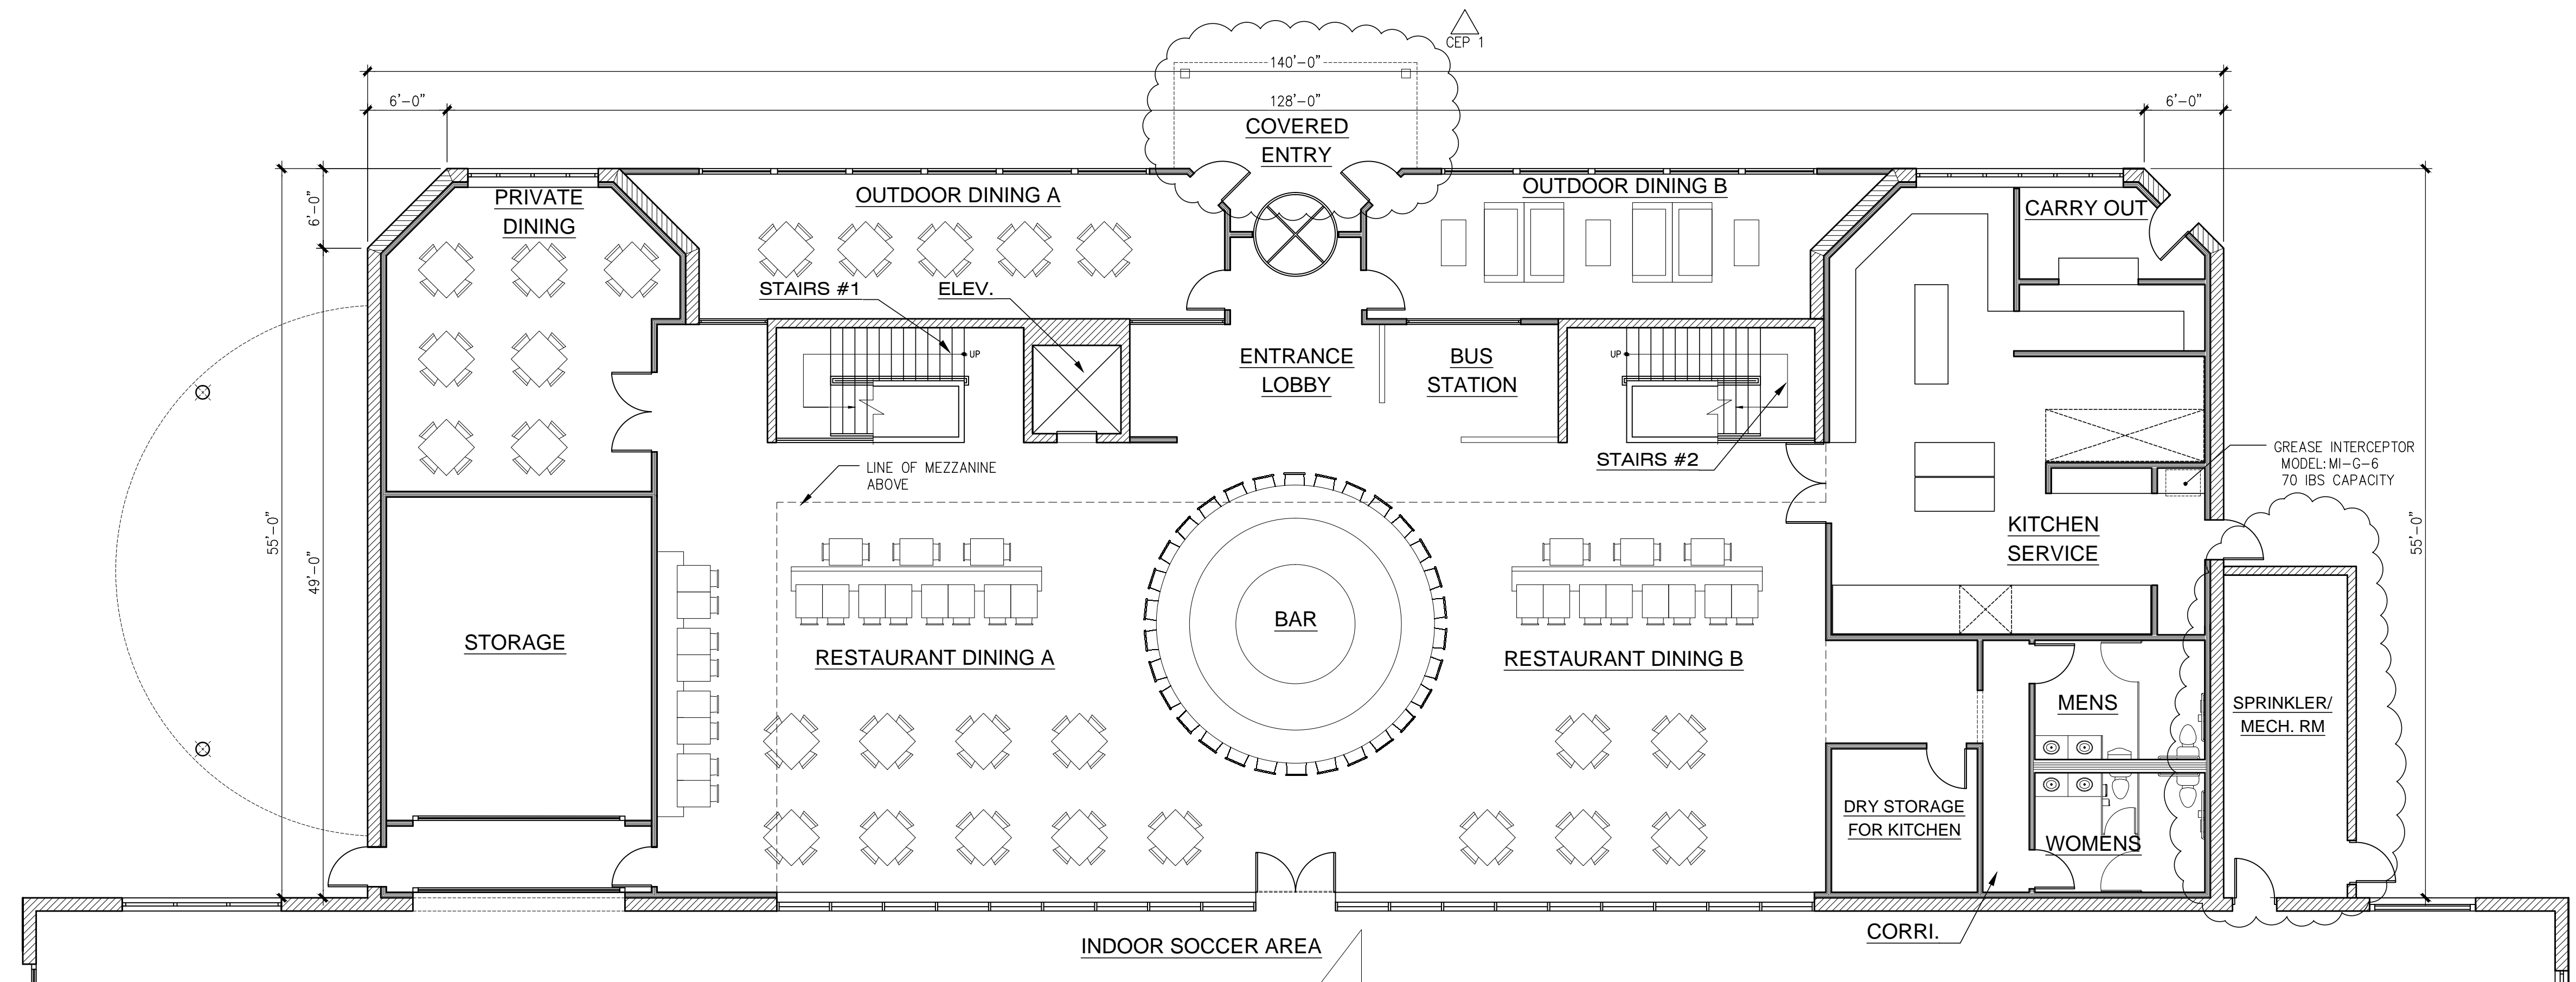 CEP 1
140'-0"
6'-0"
128'-0"
6'-0"
COVERED
ENTRY
PRIVATE
DINING
OUTDOOR DINING A
OUTDOOR DINING B
CARRY OUT
6'-0"
STAIRS #1
ELEV.
UP
ENTRANCE
LOBBY
BUS
STATION
UP
STAIRS #2
LINE OF MEZZANINE
ABOVE
GREASE INTERCEPTOR
MODEL: MI-G-6
70 IBS CAPACITY
55'-0"
49'-0"
KITCHEN
SERVICE
55'-0"
STORAGE
BAR
RESTAURANT DINING A
RESTAURANT DINING B
MENS
SPRINKLER/
MECH. RM
DRY STORAGE
FOR KITCHEN
WOMENS
CORRI.
INDOOR SOCCER AREA